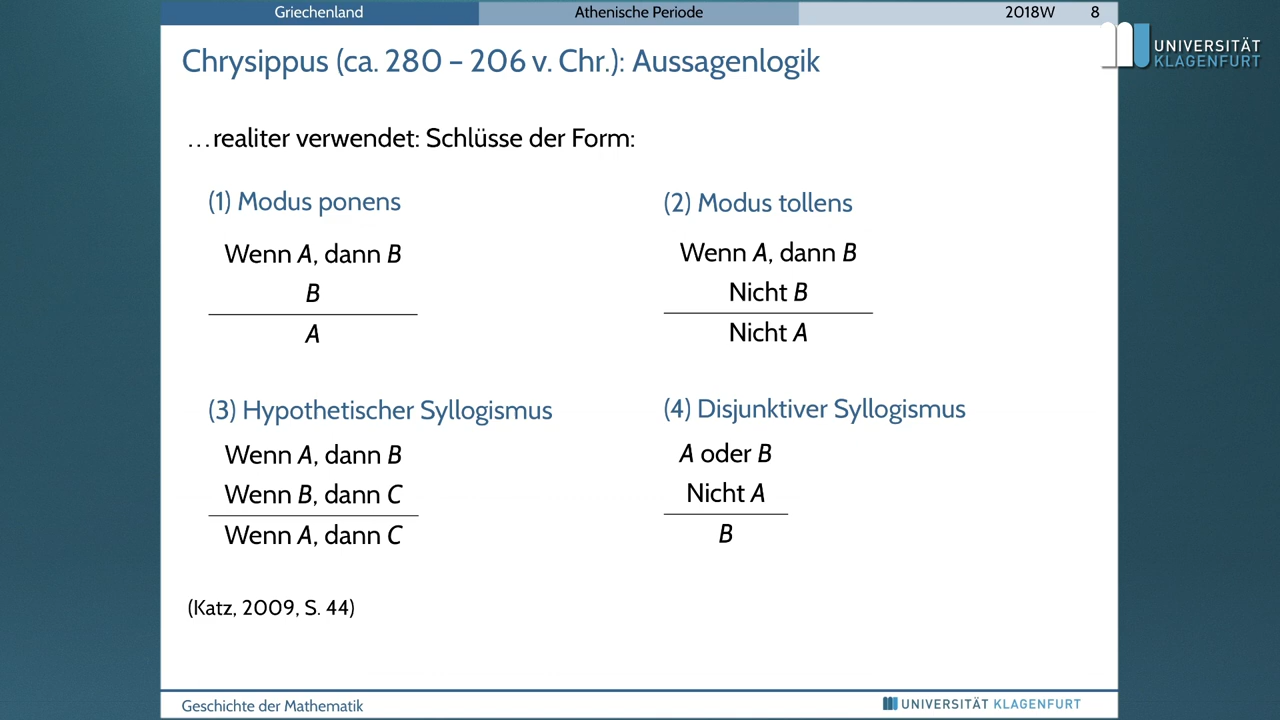 Griechenland
Athenische Periode
2018W 8
UNIVERSITÄT
KLAGENFURT
Chrysippus (ca. 280 – 206 v. Chr.): Aussagenlogik
…realiter verwendet: Schlüsse der Form:
(1) Modus ponens
Wenn A, dann B
B
A
(2) Modus tollens
Wenn A, dann B
Nicht B
Nicht A
(3) Hypothetischer Syllogismus
Wenn A, dann B
Wenn B, dann C
Wenn A, dann C
(4) Disjunktiver Syllogismus
A oder B
Nicht A
B
(Katz, 2009, S. 44)
Geschichte der Mathematik
UNIVERSITÄT KLAGENFURT